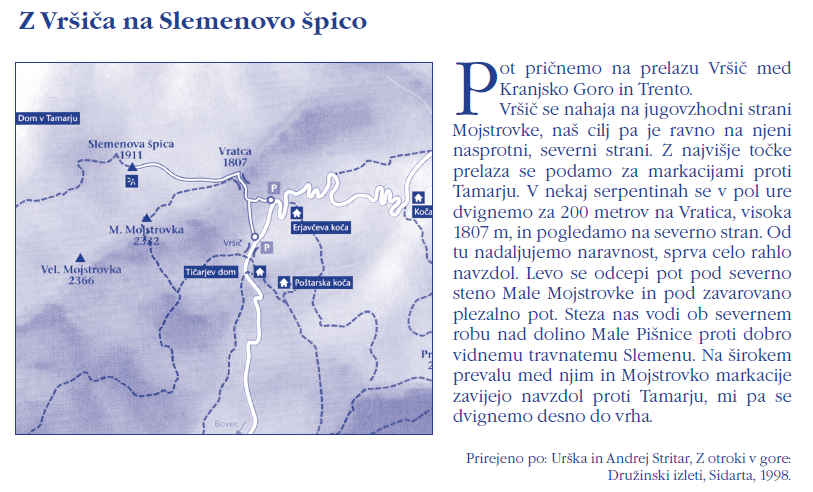 Z Vršiča na Slemenovo špico
Dom v Tamarju
Slemenova špica
1911
Vratca
1807
P
Koča
Erjavčeva koča
M. Mojstrovka
2332
Vršič
P
Vel. Mojstrovka
2366
Tičarjev dom
Poštarska koča
Pr
2
Bovec
Pot pričnemo na prelazu Vršič med
Kranjsko Goro in Trento.
Vršič se nahaja na jugovzhodni strani
Mojstrovke, naš cilj pa je ravno na njeni
nasprotni, severni strani. Z najvišje točke
prelaza se podamo za markacijami proti
Tamarju. V nekaj serpentinah se v pol ure
dvignemo za 200 metrov na Vratica, visoka
1807 m, in pogledamo na severno stran. Od
tu nadaljujemo naravnost, sprva celo rahlo
navzdol. Levo se odcepi pot pod severno
steno Male Mojstrovke in pod zavarovano
plezalno pot. Steza nas vodi ob severnem
robu nad dolino Male Pišnice proti dobro
vidnemu travnatemu Slemenu. Na širokem
prevalu med njim in Mojstrovko markacije
zavijejo navzdol proti Tamarju, mi pa se
dvignemo desno do vrha.
Prirejeno po: Urška in Andrej Stritar, Z otroki v gore:
Družinski izleti, Sidarta, 1998.